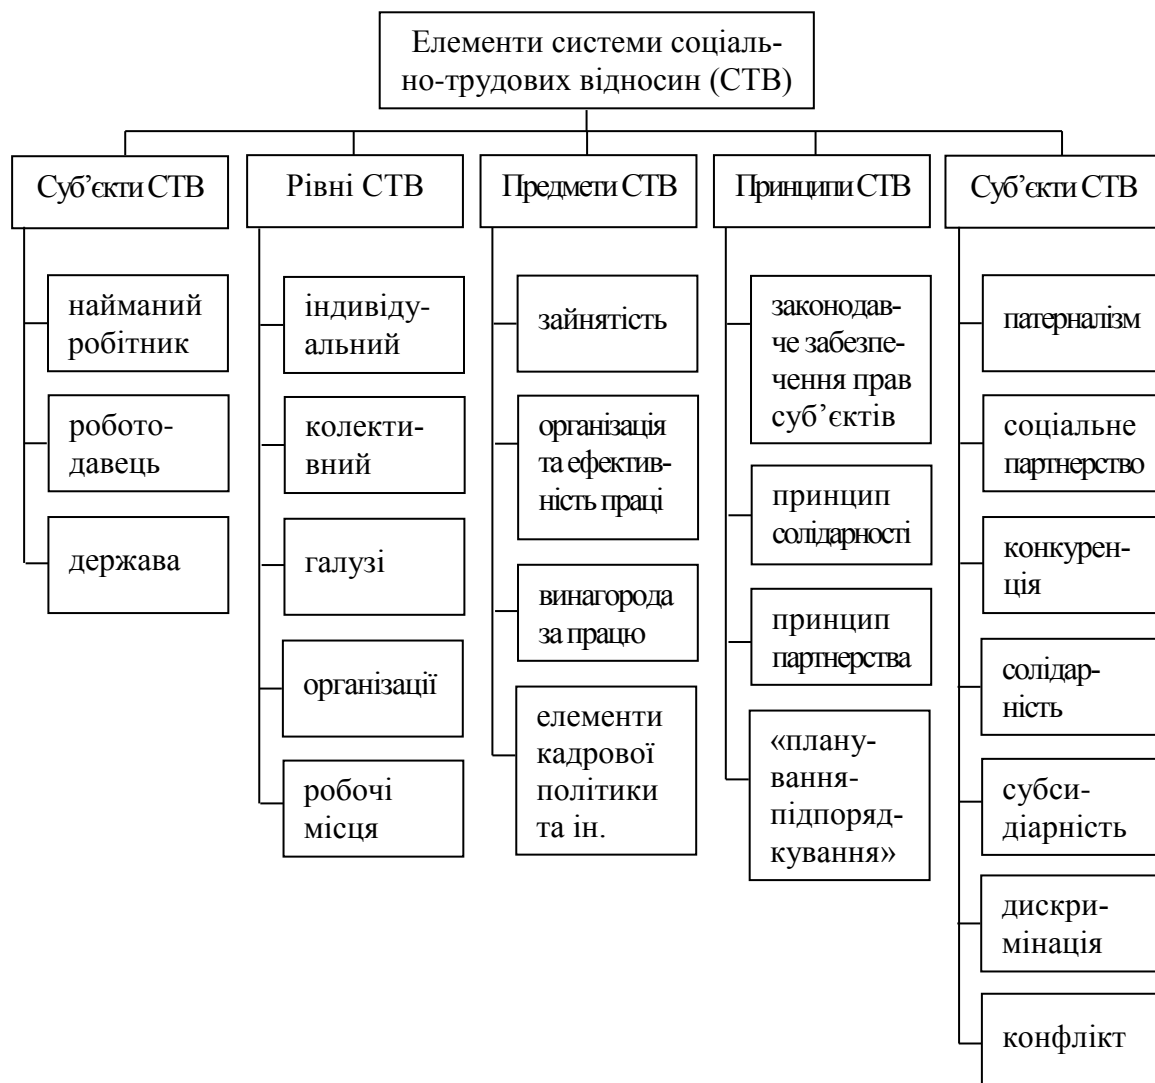 Елементи системи соціаль-
но-трудових відносин (СТВ)
Суб’єкти СТВ
Рівні СТВ
Предмети СТВ
Принципи СТВ
Суб’єкти СТВ
найманий
робітник
робото-
давець
держава
індивіду-
альний
колекти-
вний
галузі
організації
робочі
місця
зайнятість
організація
та ефектив-
ність праці
винагорода
за працю
елементи
кадрової
політики
та ін.
законодав-
че забезпе-
чення прав
суб’єктів
принцип
солідарності
принцип
партнерства
«плану-
вання-
підпоряд-
кування»
патерналізм
соціальне
партнерство
конкурен-
ція
солідар-
ність
субси-
діарність
дискри-
мінація
конфлікт